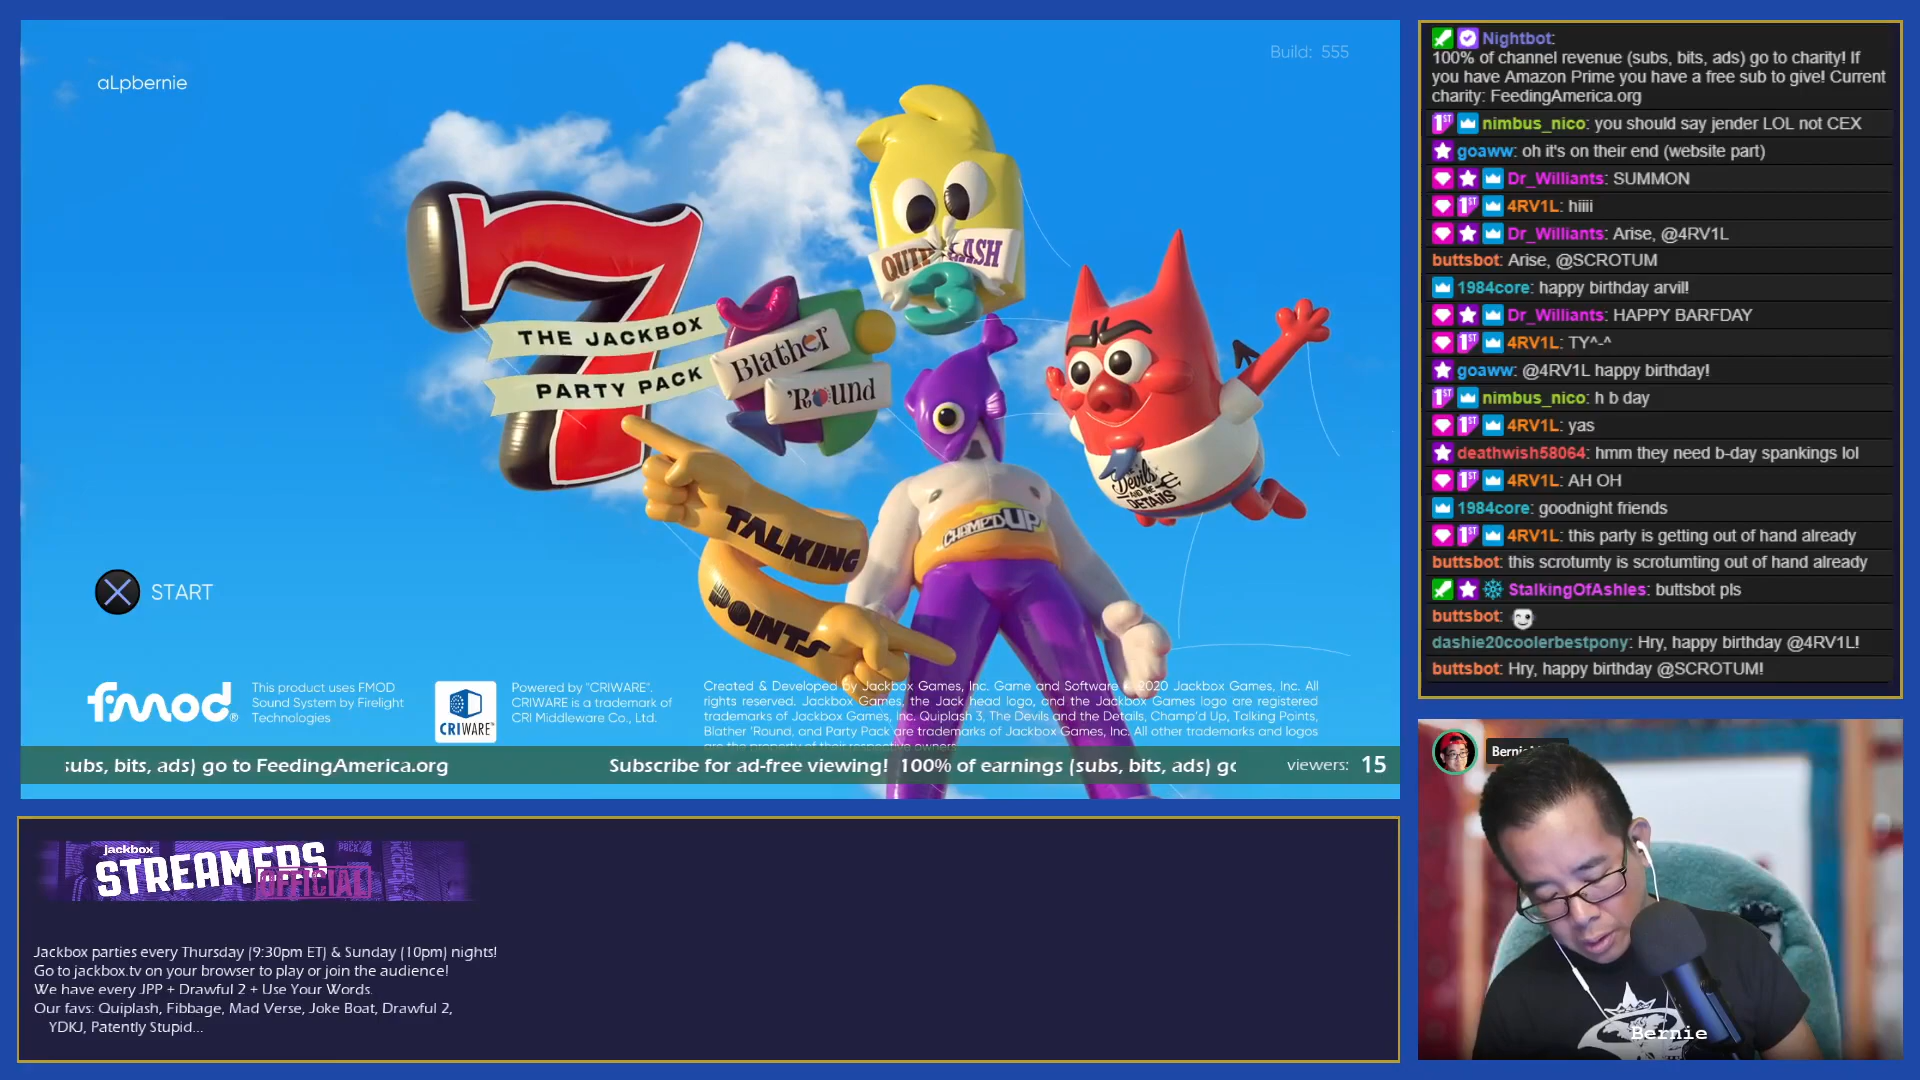 aLpbernie
Build: 555
THE JACKBOX
PARTY PACK
Blather
'Round
QUIPLASH
3
Devils
AND THE
DETAILS
CHAMP'D UP
TALKING
POINTS
START
fmod
This product uses FMOD
Sound System by Firelight
Technologies
CRIWARE
Powered by "CRIWARE".
CRIWARE is a trademark of
CRI Middleware Co., Ltd.
Created & Developed by Jackbox Games, Inc. Game and Software © 2020 Jackbox Games, Inc. All
rights reserved. Jackbox Games, the Jack head logo, and the Jackbox Games logo are registered
trademarks of Jackbox Games, Inc. Quiplash 3, The Devils and the Details, Champ'd Up, Talking Points,
Blather 'Round, and Party Pack are trademarks of Jackbox Games, Inc. All other trademarks and logos
are the property of their respective owners.
subs, bits, ads) go to FeedingAmerica.org
Subscribe for ad-free viewing! 100% of earnings (subs, bits, ads) go
viewers: 15
jackbox
STREAMERS
OFFICIAL
Jackbox parties every Thursday (9:30pm ET) & Sunday (10pm) nights!
Go to jackbox.tv on your browser to play or join the audience!
We have every JPP + Drawful 2 + Use Your Words.
Our favs: Quiplash, Fibbage, Mad Verse, Joke Boat, Drawful 2,
YDKJ, Patently Stupid...
Nightbot:
100% of channel revenue (subs, bits, ads) go to charity! If
you have Amazon Prime you have a free sub to give! Current
charity: FeedingAmerica.org
nimbus_nico: you should say jender LOL not CEX
goaww: oh it's on their end (website part)
Dr_Williants: SUMMON
4RV1L: hiiii
Dr_Williants: Arise, @4RV1L
buttsbot: Arise, @SCROTUM
1984core: happy birthday arvil!
Dr_Williants: HAPPY BARFDAY
4RV1L: TY^-^
goaww: @4RV1L happy birthday!
nimbus_nico: h b day
4RV1L: yas
deathwish58064: hmm they need b-day spankings lol
4RV1L: AH OH
1984core: goodnight friends
4RV1L: this party is getting out of hand already
buttsbot: this scrotumty is scrotumting out of hand already
StalkingOfAshles: buttsbot pls
buttsbot:
dashie20coolerbestpony: Hry, happy birthday @4RV1L!
buttsbot: Hry, happy birthday @SCROTUM!
Bernie